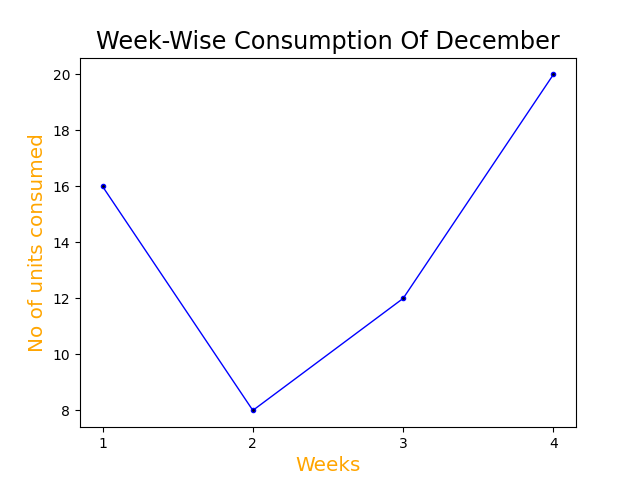 Week-Wise Consumption Of December
No of units consumed
20
18
16
14
12
10
8
1 2 3 4
Weeks